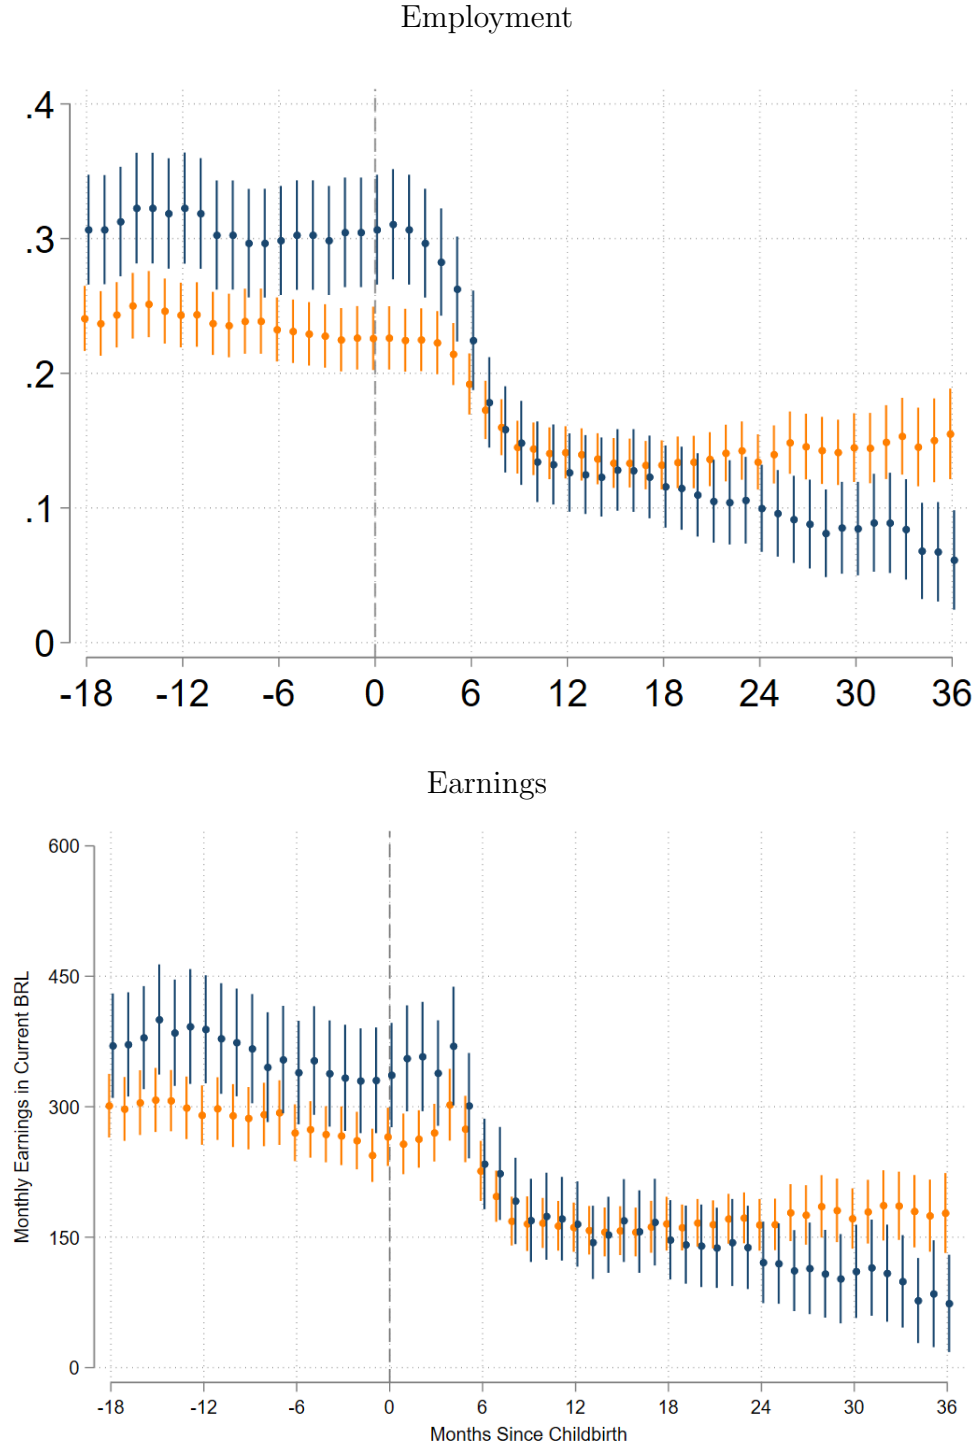 Employment
.4
.3
.2
.1
0
-18 -12 -6 0 6 12 18 24 30 36
Earnings
Monthly Earnings in Current BRL
600
450
300
150
0
-18 -12 -6 0 6 12 18 24 30 36
Months Since Childbirth